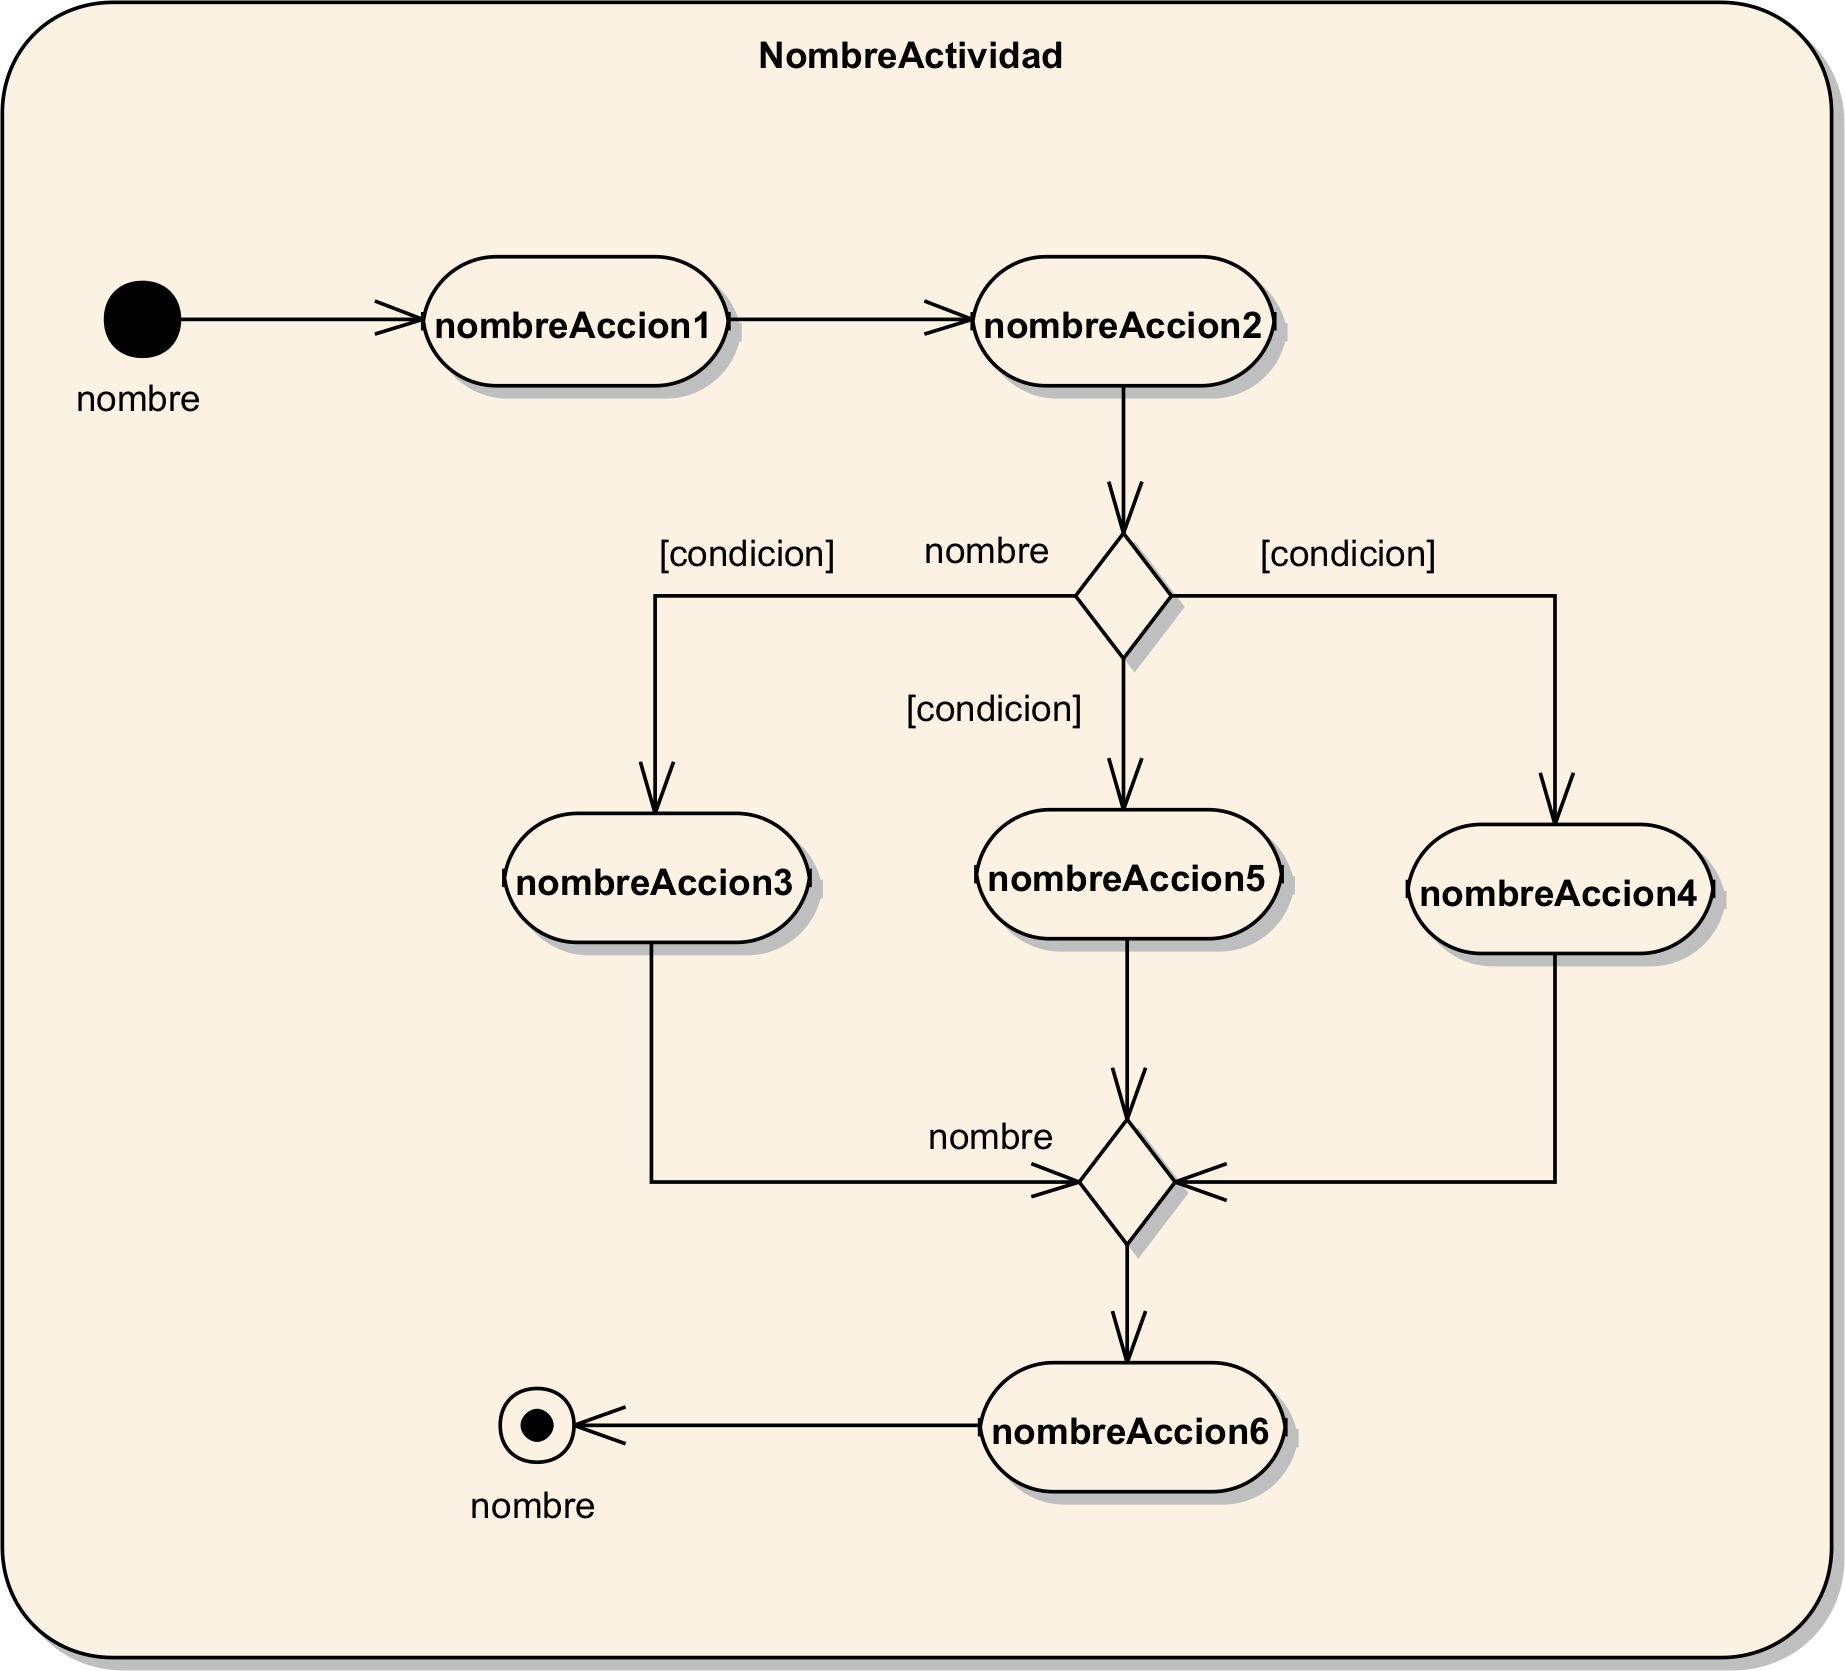 NombreActividad
nombreAccion1
nombreAccion2
nombre
[condicion]
nombre
[condicion]
[condicion]
nombreAccion3
nombreAccion5
nombreAccion4
nombre
nombreAccion6
nombre